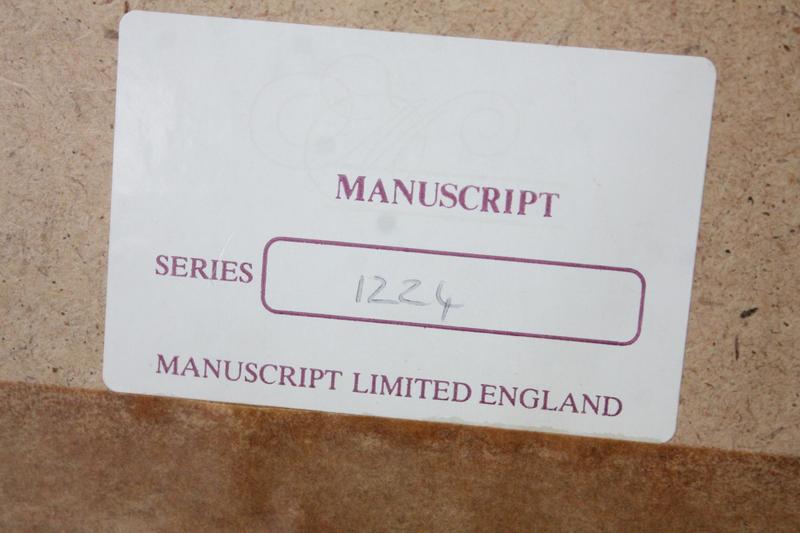 MANUSCRIPT
SERIES 1224
MANUSCRIPT LIMITED ENGLAND